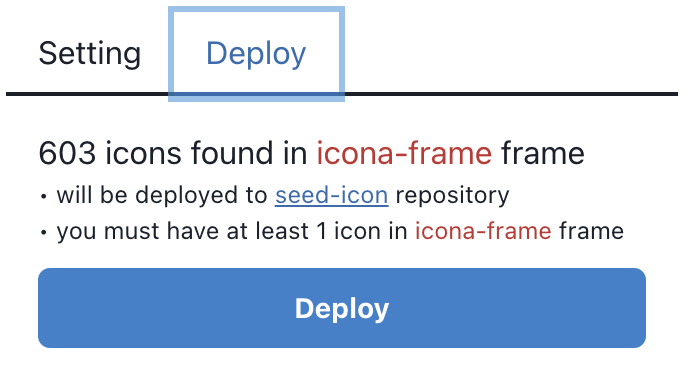 Setting Deploy
603 icons found in icona-frame frame
• will be deployed to seed-icon repository
• you must have at least 1 icon in icona-frame frame
Deploy